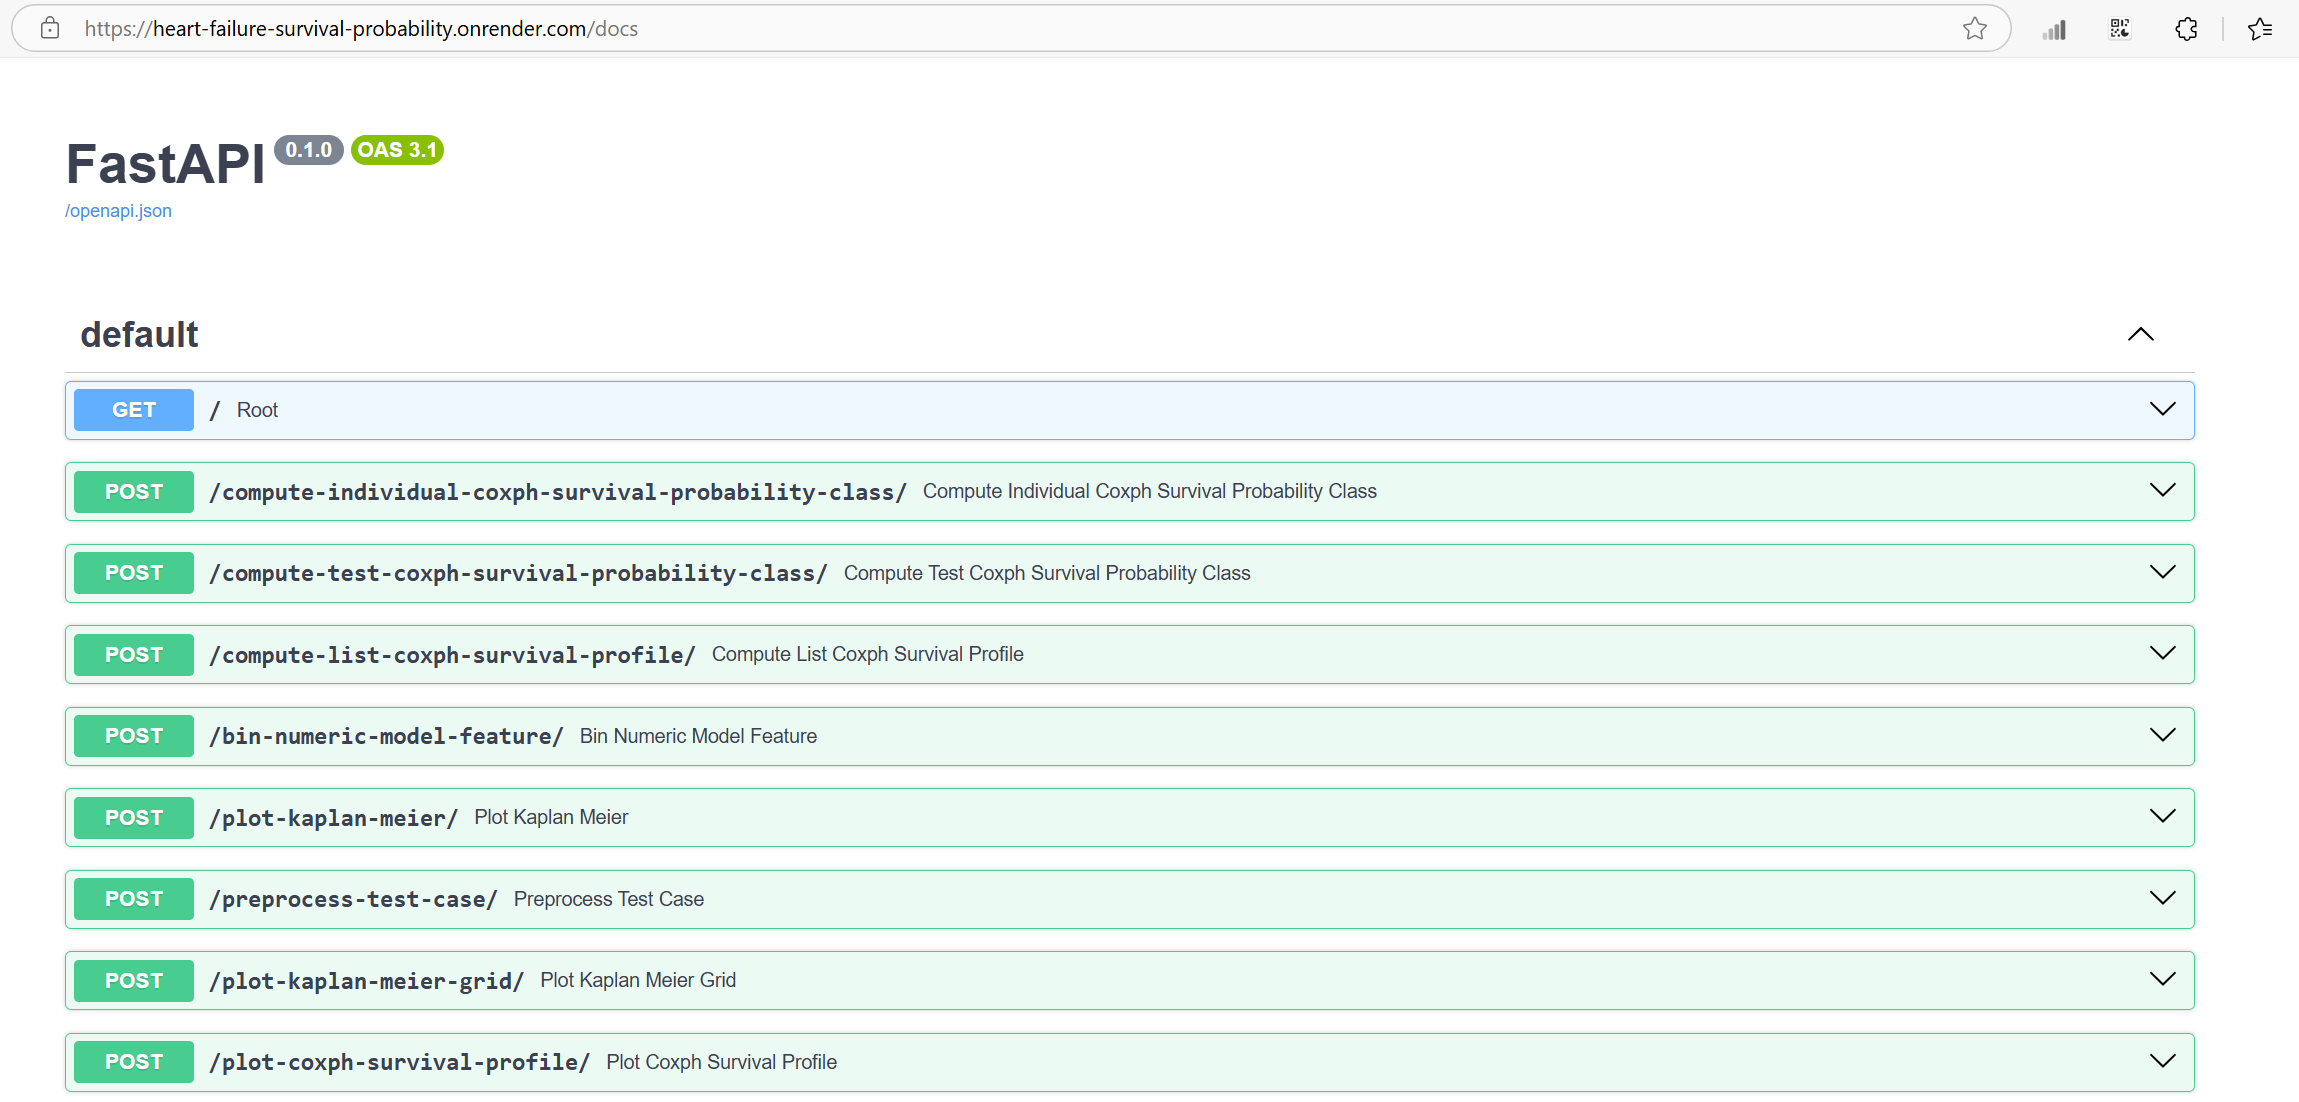 https://heart-failure-survival-probability.onrender.com/docs
FastAPI 0.1.0 OAS 3.1
/openapi.json
default
GET / Root
POST /compute-individual-coxph-survival-probability-class/ Compute Individual Coxph Survival Probability Class
POST /compute-test-coxph-survival-probability-class/ Compute Test Coxph Survival Probability Class
POST /compute-list-coxph-survival-profile/ Compute List Coxph Survival Profile
POST /bin-numeric-model-feature/ Bin Numeric Model Feature
POST /plot-kaplan-meier/ Plot Kaplan Meier
POST /preprocess-test-case/ Preprocess Test Case
POST /plot-kaplan-meier-grid/ Plot Kaplan Meier Grid
POST /plot-coxph-survival-profile/ Plot Coxph Survival Profile